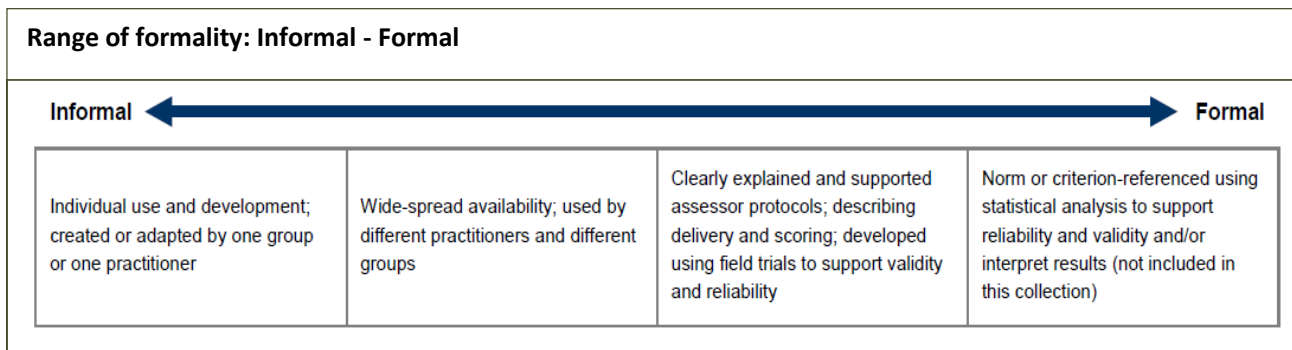 Range of formality: Informal - Formal
Informal
Formal
Individual use and development;
created or adapted by one group
or one practitioner
Wide-spread availability; used by
different practitioners and different
groups
Clearly explained and supported
assessor protocols; describing
delivery and scoring; developed
using field trials to support validity
and reliability
Norm or criterion-referenced using
statistical analysis to support
reliability and validity and/or
interpret results (not included in
this collection)